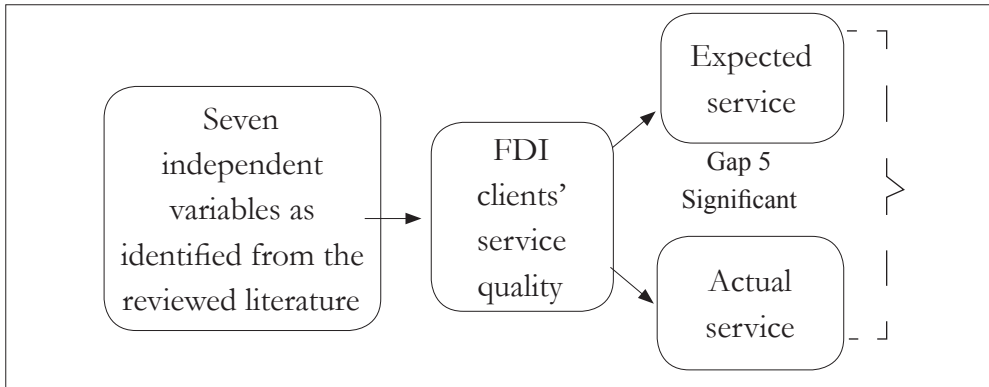 Seven
independent
variables as
identified from the
reviewed literature
FDI
clients’
service
quality
Expected
service
Gap 5
Significant
Actual
service